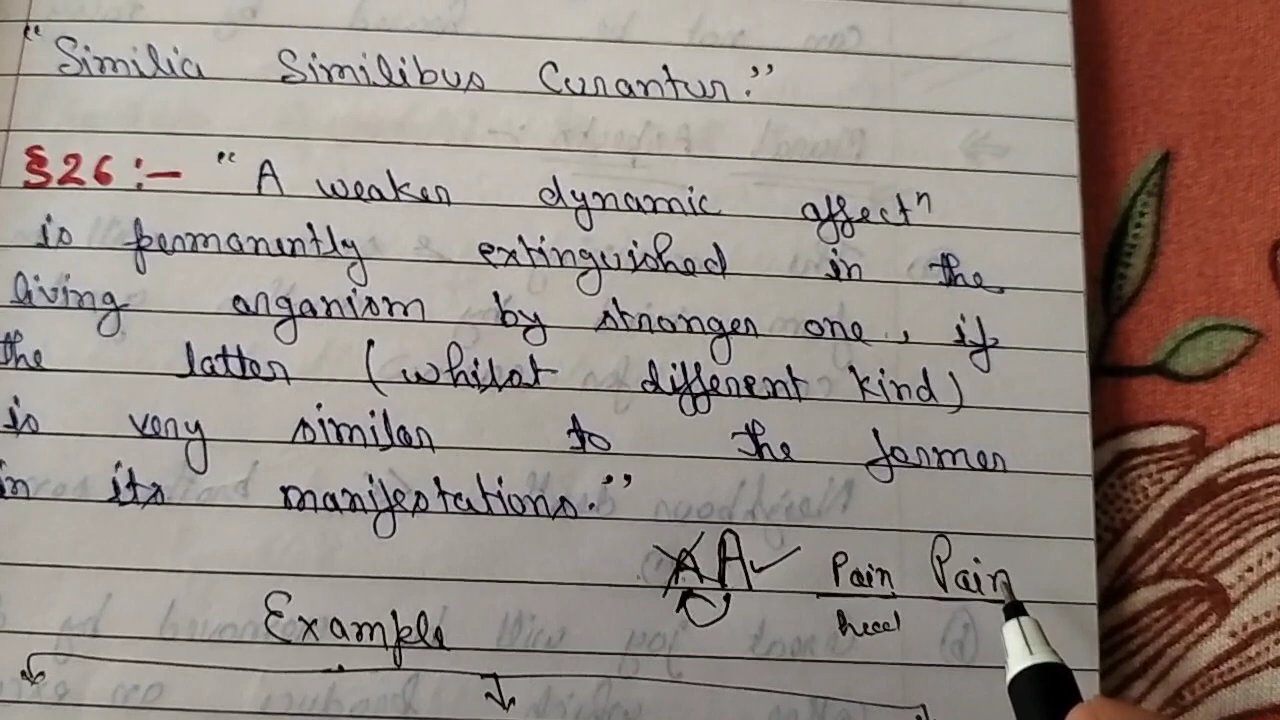 "Similia Similibus Curantur."
§26:- "A weaker dynamic affectn
is permanently extinguished in the
living organism by stronger one, if
the latter (whilst different kind)
is very similar to the former
in its manifestations."
A A Pain Pain
Example